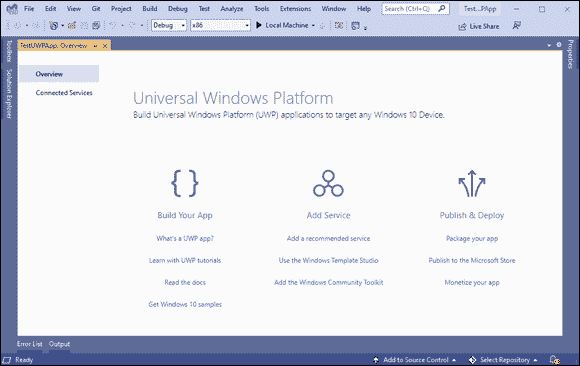 File Edit View Git Project Build Debug Test Analyze Tools Extensions Window Help Search (Ctrl+Q) Test...PApp
Debug x86 Local Machine Live Share
Toolbox
Solution Explorer
TestUWPApp: Overview
Properties
Overview
Connected Services
Universal Windows Platform
Build Universal Windows Platform (UWP) applications to target any Windows 10 Device.
Build Your App
What's a UWP app?
Learn with UWP tutorials
Read the docs
Get Windows 10 samples
Add Service
Add a recommended service
Use the Windows Template Studio
Add the Windows Community Toolkit
Publish & Deploy
Package your app
Publish to the Microsoft Store
Monetize your app
Error List Output
Ready Add to Source Control Select Repository